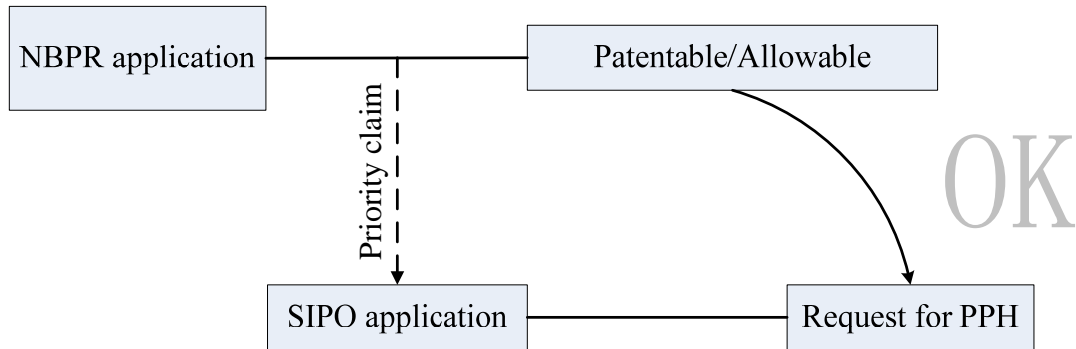 NBPR application
Patentable/Allowable
Priority claim
OK
SIPO application
Request for PPH